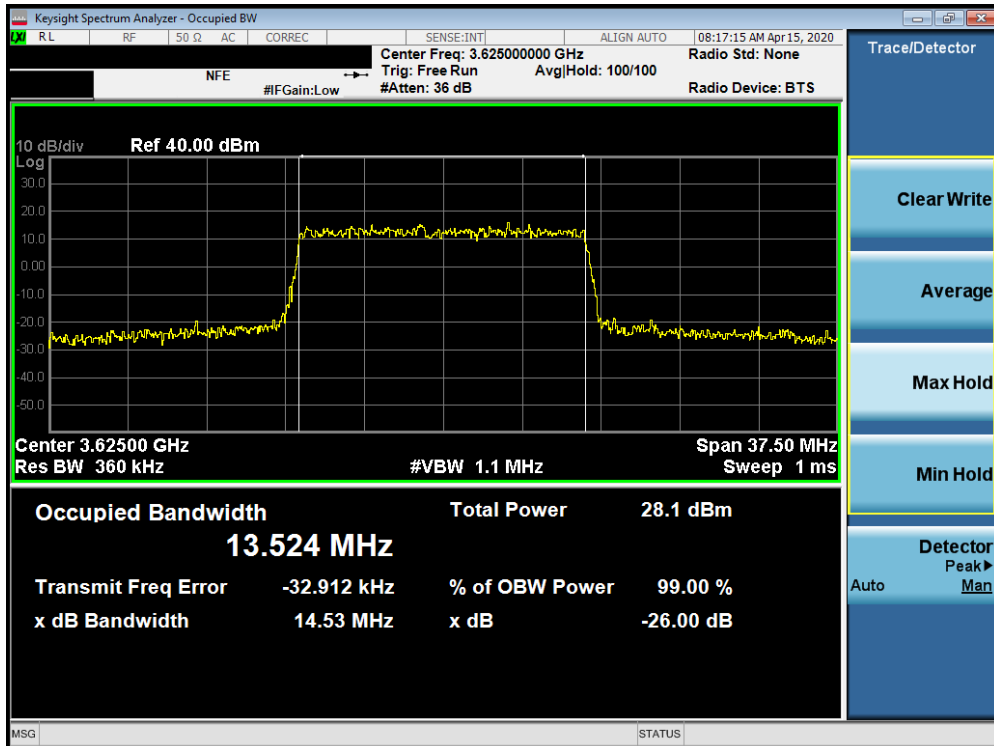 Keysight Spectrum Analyzer - Occupied BW
LXI RL RF 50 Ω AC CORREC SENSE:INT ALIGN AUTO 08:17:15 AM Apr 15, 2020
Center Freq: 3.625000000 GHz Radio Std: None
NFE Trig: Free Run Avg|Hold: 100/100
#IFGain:Low #Atten: 36 dB Radio Device: BTS
10 dB/div Ref 40.00 dBm
Log
30.0
20.0
10.0
0.00
-10.0
-20.0
-30.0
-40.0
-50.0
Center 3.62500 GHz Span 37.50 MHz
Res BW 360 kHz #VBW 1.1 MHz Sweep 1 ms
Occupied Bandwidth Total Power 28.1 dBm
13.524 MHz
Transmit Freq Error -32.912 kHz % of OBW Power 99.00 %
x dB Bandwidth 14.53 MHz x dB -26.00 dB
Trace/Detector
Clear Write
Average
Max Hold
Min Hold
Detector
Peak
Auto Man
MSG STATUS